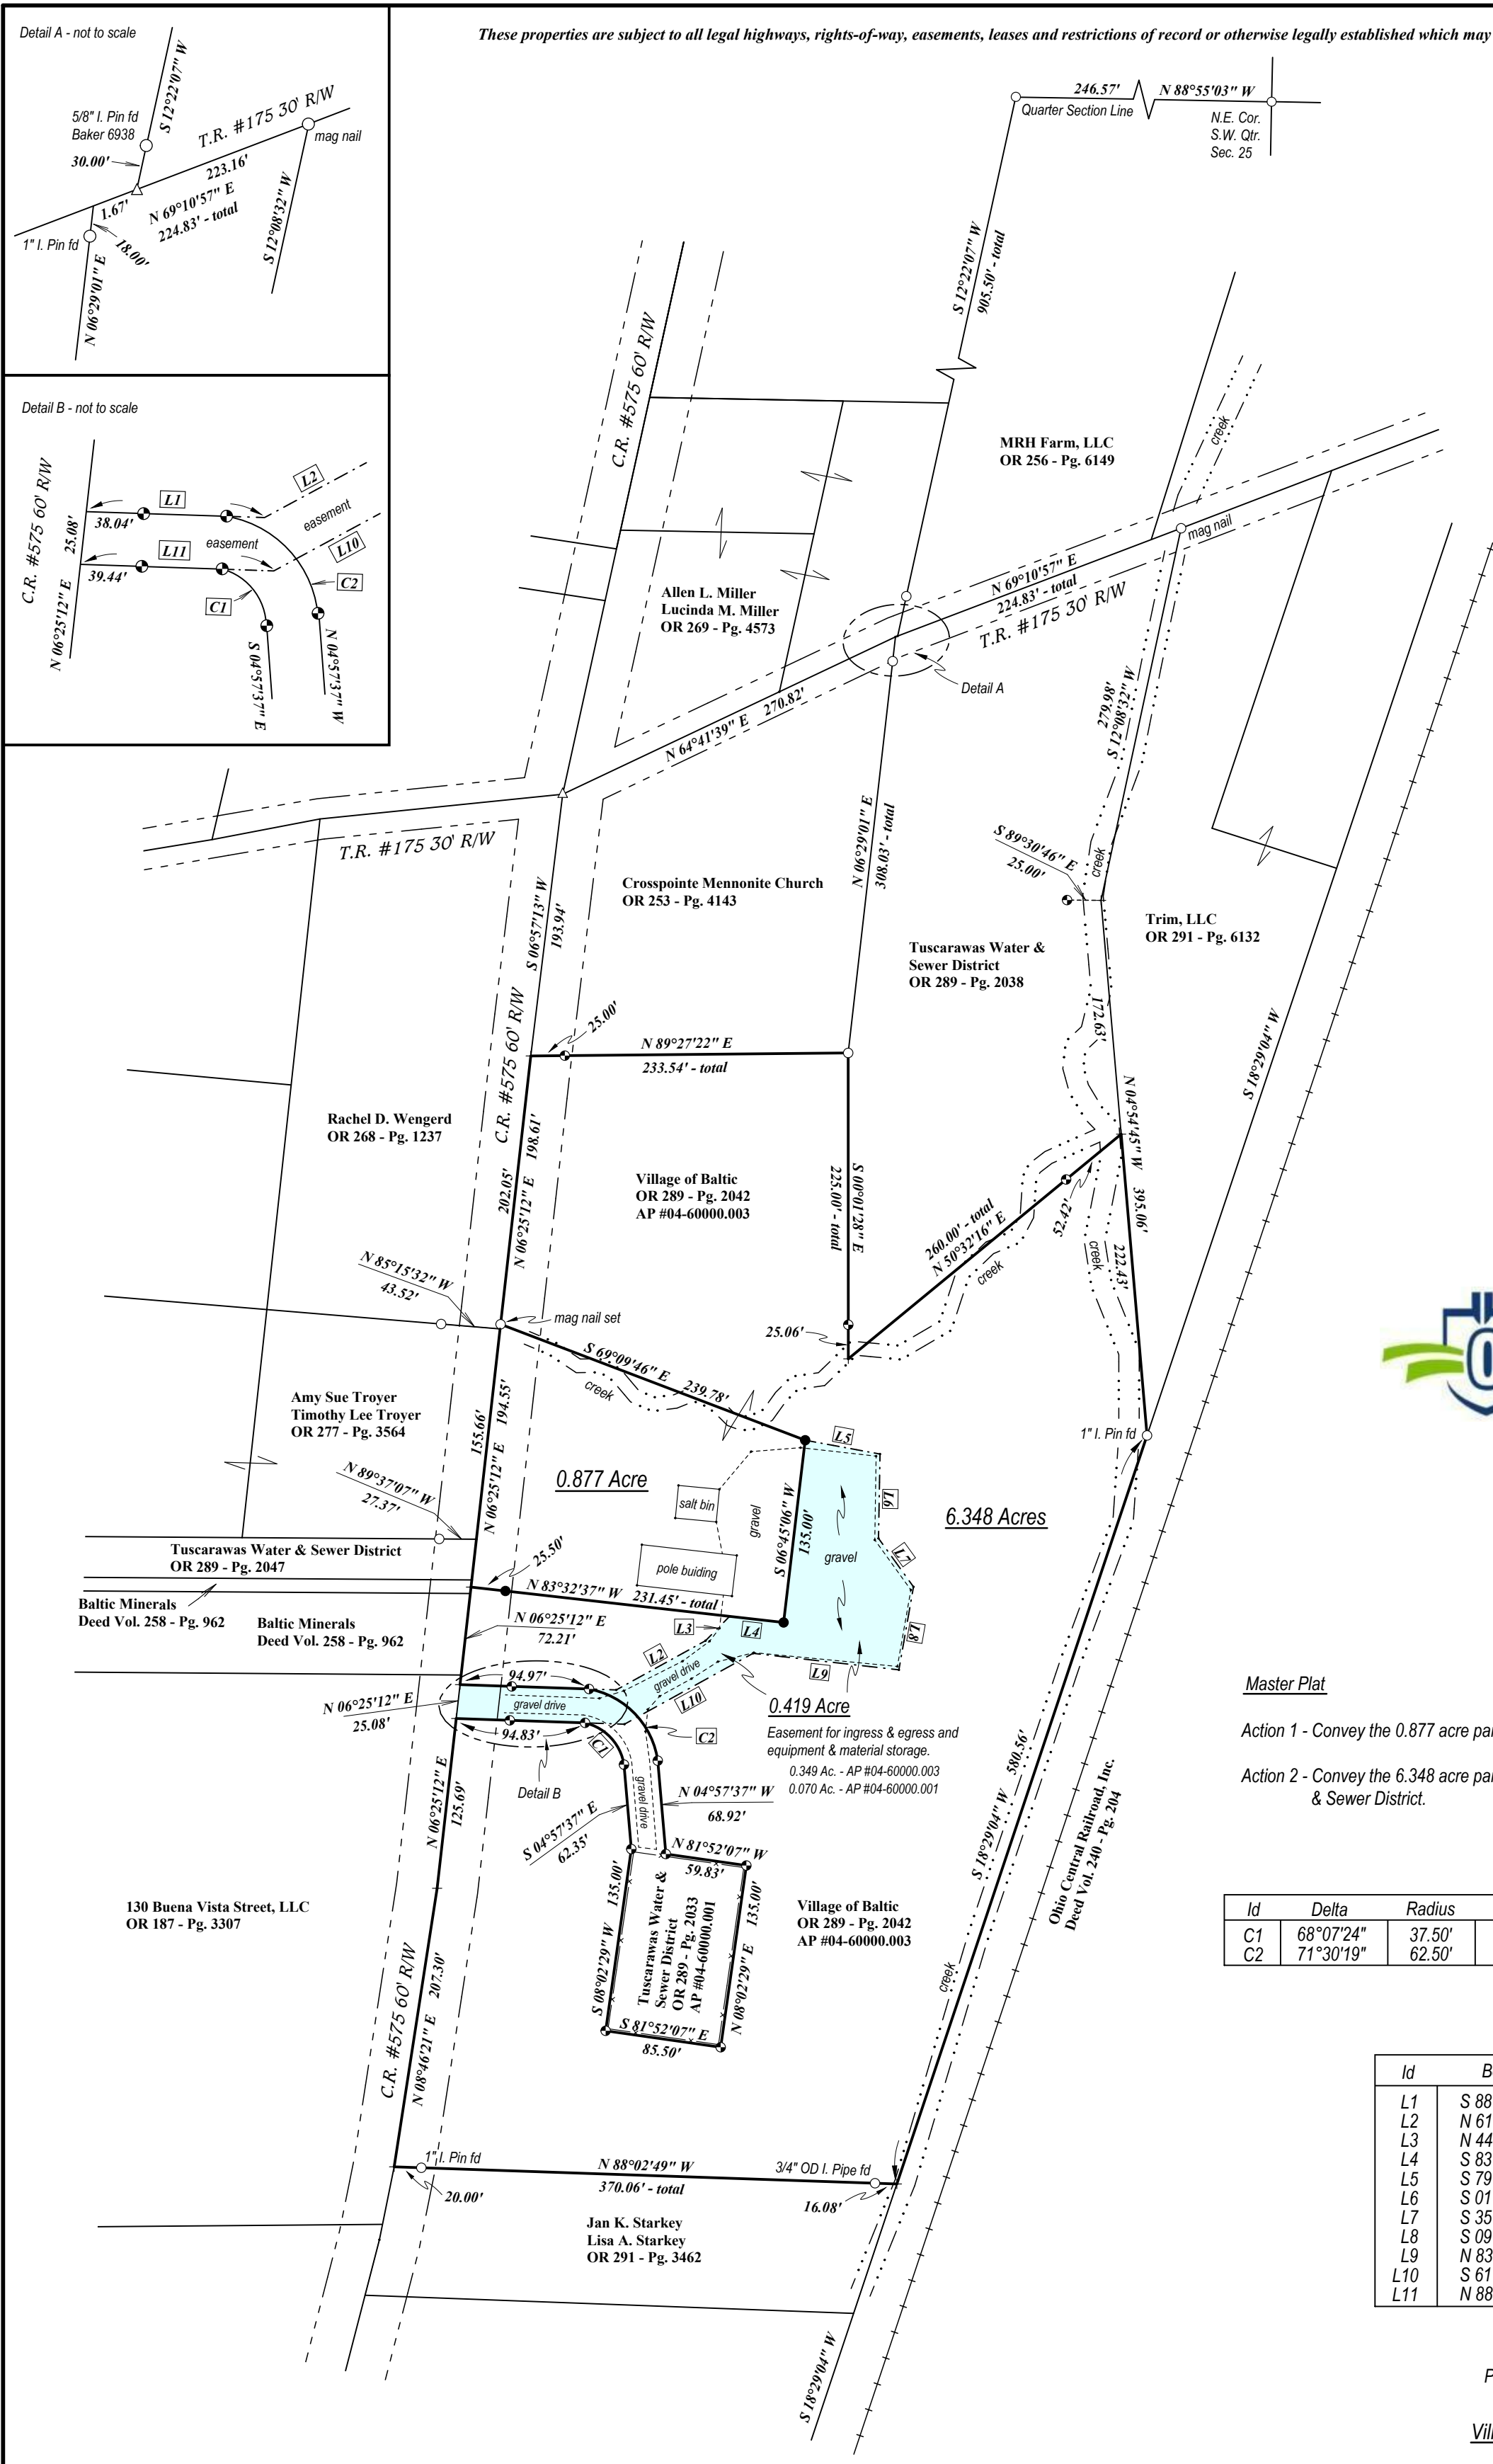 These properties are subject to all legal highways, rights-of-way, easements, leases and restrictions of record or otherwise legally established which may
Detail A - not to scale
S 12°22'07" W
5/8" I. Pin fd
Baker 6938
30.00'
T.R. #175 30' R/W
mag nail
223.16'
1.67'
N 69°10'57" E
224.83' - total
1" I. Pin fd
18.00'
S 12°08'32" W
N 06°29'01" E
Detail B - not to scale
C.R. #575 60' R/W
L1
L2
38.04'
25.08'
easement
easement
L11
L10
39.44'
C1
C2
N 06°25'12" E
S 04°57'37" E
N 04°57'37" W
246.57'
N 88°55'03" W
Quarter Section Line
N.E. Cor.
S.W. Qtr.
Sec. 25
S 12°22'07" W
905.50' - total
C.R. #575 60' R/W
MRH Farm, LLC
OR 256 - Pg. 6149
creek
mag nail
Allen L. Miller
Lucinda M. Miller
OR 269 - Pg. 4573
N 69°10'57" E
224.83' - total
T.R. #175 30' R/W
Detail A
N 64°41'39" E 270.82'
279.98'
S 12°08'32" W
T.R. #175 30' R/W
S 89°30'46" E
25.00'
creek
Crosspointe Mennonite Church
OR 253 - Pg. 4143
N 06°29'01" E
308.03' - total
S 06°57'13" W
193.94'
Trim, LLC
OR 291 - Pg. 6132
Tuscarawas Water &
Sewer District
OR 289 - Pg. 2038
172.63'
C.R. #575 60' R/W
25.00'
N 89°27'22" E
233.54' - total
S 18°29'04" W
Rachel D. Wengerd
OR 268 - Pg. 1237
202.05'
198.61'
N 06°25'12" E
Village of Baltic
OR 289 - Pg. 2042
AP #04-60000.003
S 00°01'28" E
225.00' - total
N 04°54'45" W 395.06'
260.00' - total
N 50°32'16" E
52.42'
creek
creek
222.43'
N 85°15'32" W
43.52'
mag nail set
25.06'
S 69°09'46" E 239.78'
creek
Amy Sue Troyer
Timothy Lee Troyer
OR 277 - Pg. 3564
155.66'
194.55'
N 06°25'12" E
1" I. Pin fd
L5
N 89°37'07" W
27.37'
0.877 Acre
salt bin
gravel
S 06°45'06" W
135.00'
L6
6.348 Acres
gravel
L7
pole buiding
Tuscarawas Water & Sewer District
OR 289 - Pg. 2047
25.50'
N 83°32'37" W 231.45' - total
Baltic Minerals
Deed Vol. 258 - Pg. 962
Baltic Minerals
Deed Vol. 258 - Pg. 962
N 06°25'12" E
72.21'
L3
L4
L8
L2
L9
94.97'
gravel drive
L10
N 06°25'12" E
25.08'
gravel drive
94.83'
C1
C2
0.419 Acre
Easement for ingress & egress and
equipment & material storage.
0.349 Ac. - AP #04-60000.003
0.070 Ac. - AP #04-60000.001
Detail B
gravel drive
N 06°25'12" E
125.69'
S 04°57'37" E
62.35'
N 04°57'37" W
68.92'
N 81°52'07" W
59.83'
S 08°02'29" W 135.00'
Tuscarawas Water &
Sewer District
OR 289 - Pg. 2033
AP #04-60000.001
N 08°02'29" E 135.00'
S 81°52'07" E
85.50'
130 Buena Vista Street, LLC
OR 187 - Pg. 3307
Village of Baltic
OR 289 - Pg. 2042
AP #04-60000.003
S 18°29'04" W 580.56'
Ohio Central Railroad, Inc.
Deed Vol. 240 - Pg. 204
creek
C.R. #575 60' R/W
N 08°46'21" E 207.30'
1" I. Pin fd
20.00'
N 88°02'49" W
370.06' - total
3/4" OD I. Pipe fd
16.08'
Jan K. Starkey
Lisa A. Starkey
OR 291 - Pg. 3462
S 18°29'04" W
Master Plat
Action 1 - Convey the 0.877 acre
Action 2 - Convey the 6.348 acre
& Sewer District.
Id Delta Radius
C1 68°07'24" 37.50'
C2 71°30'19" 62.50'
Id B
L1 S 88
L2 N 61
L3 N 44
L4 S 83
L5 S 79
L6 S 01
L7 S 35
L8 S 09
L9 N 83
L10 S 61
L11 N 88
P